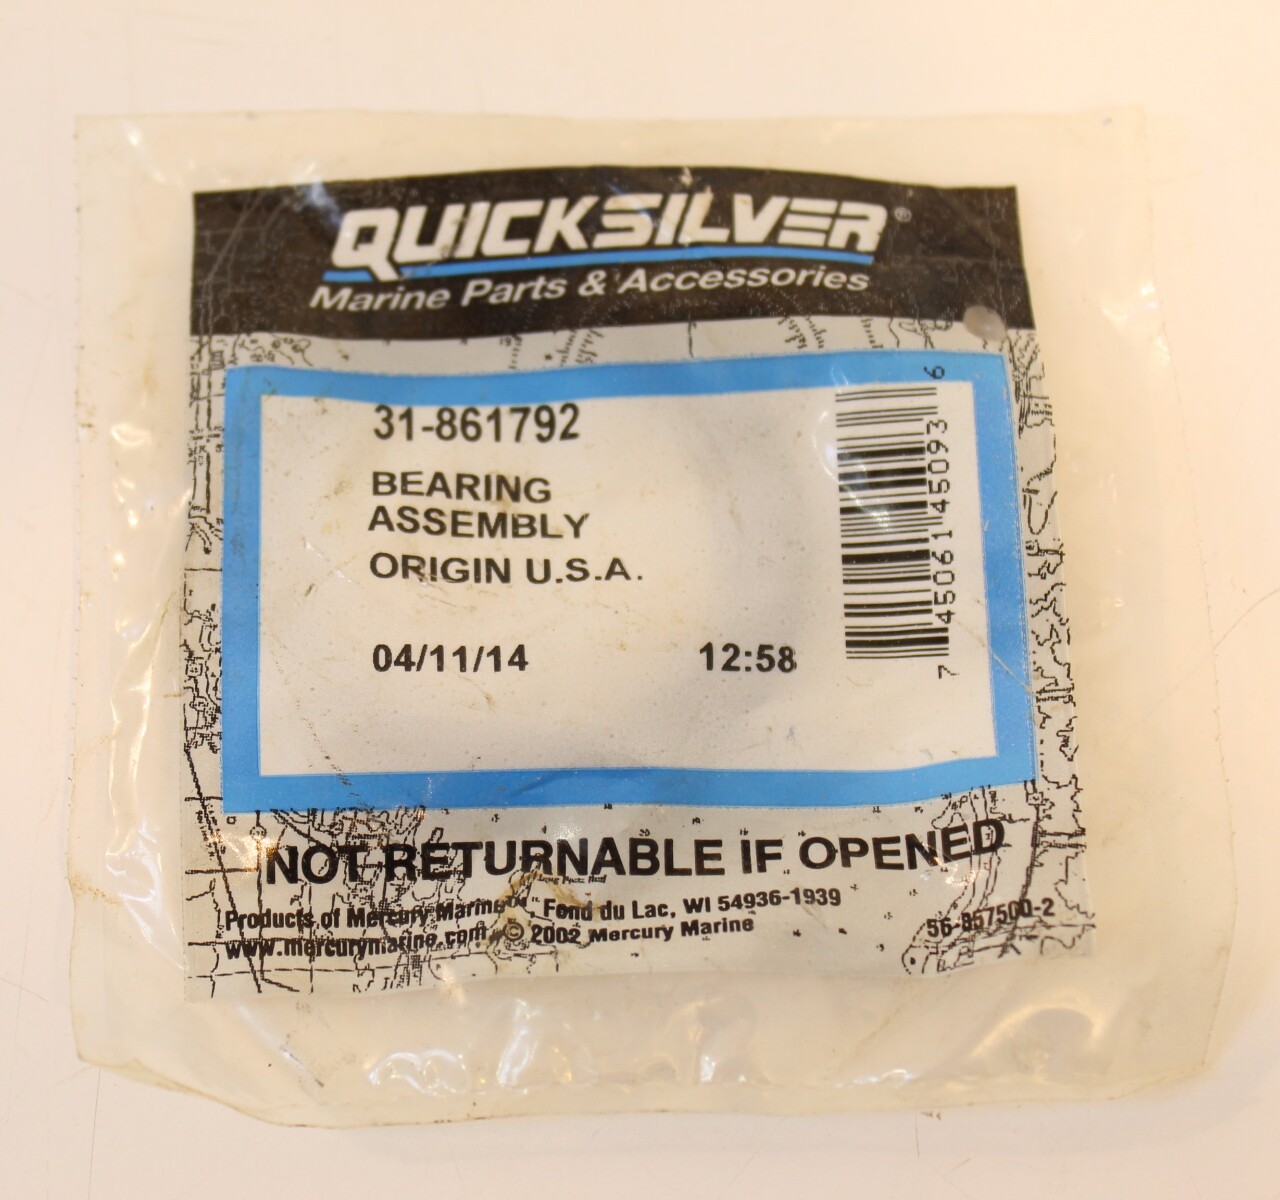 QUICKSILVER®
Marine Parts & Accessories
31-861792
BEARING
ASSEMBLY
ORIGIN U.S.A.
04/11/14 12:58
7 45061 45093 6
NOT RETURNABLE IF OPENED
Products of Mercury Marine™ Fond du Lac, WI 54936-1939
www.mercurymarine.com © 2002 Mercury Marine
56-857500-2